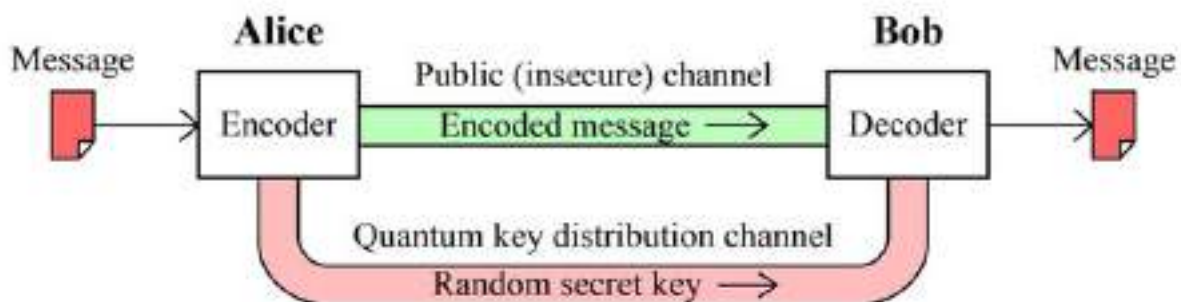 Alice
Bob
Message
Public (insecure) channel
Message
Encoder
Encoded message
Decoder
Quantum key distribution channel
Random secret key